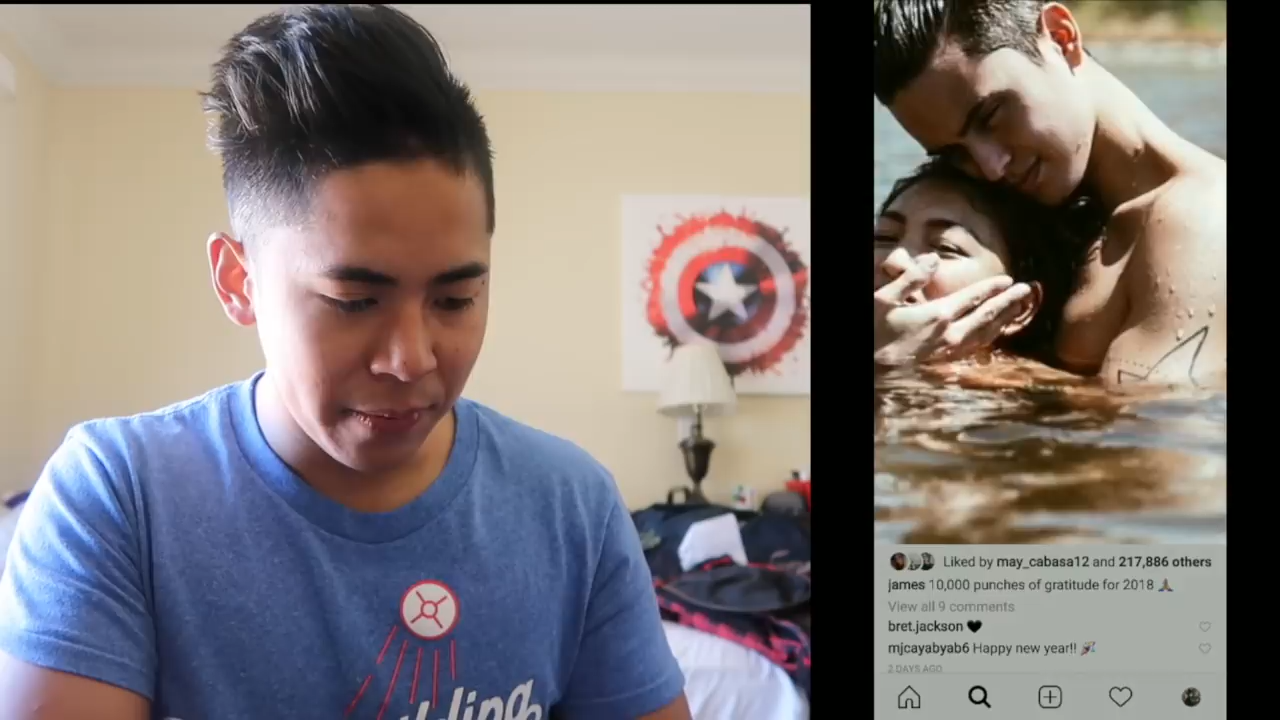 lding
Liked by may_cabasa12 and 217,886 others
james 10,000 punches of gratitude for 2018 🙏
View all 9 comments
bret.jackson 🖤
mjcayabyab6 Happy new year!! 🎉
2 DAYS AGO